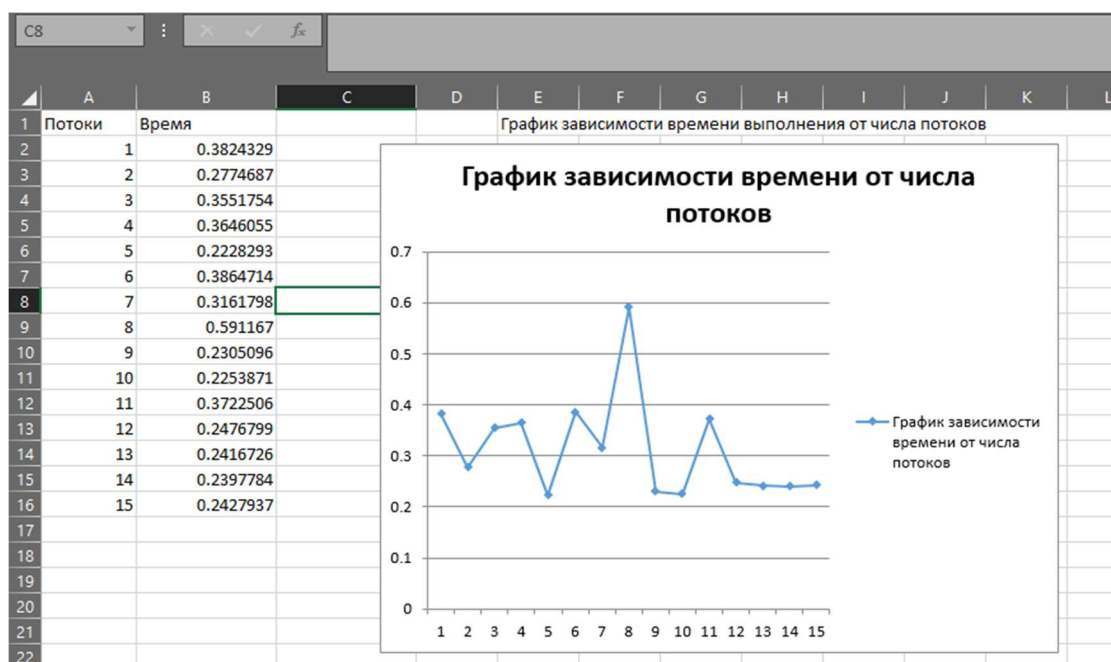 C8
fx
A B C D E F G H I J K L
1 Потоки Время График зависимости времени выполнения от числа потоков
2 1 0.3824329
3 2 0.2774687
4 3 0.3551754
5 4 0.3646055
6 5 0.2228293
7 6 0.3864714
8 7 0.3161798
9 8 0.591167
10 9 0.2305096
11 10 0.2253871
12 11 0.3722506
13 12 0.2476799
14 13 0.2416726
15 14 0.2397784
16 15 0.2427937
17
18
19
20
21
22
График зависимости времени от числа
потоков
0.7
0.6
0.5
0.4
0.3
0.2
0.1
0
1 2 3 4 5 6 7 8 9 10 11 12 13 14 15
График зависимости
времени от числа
потоков